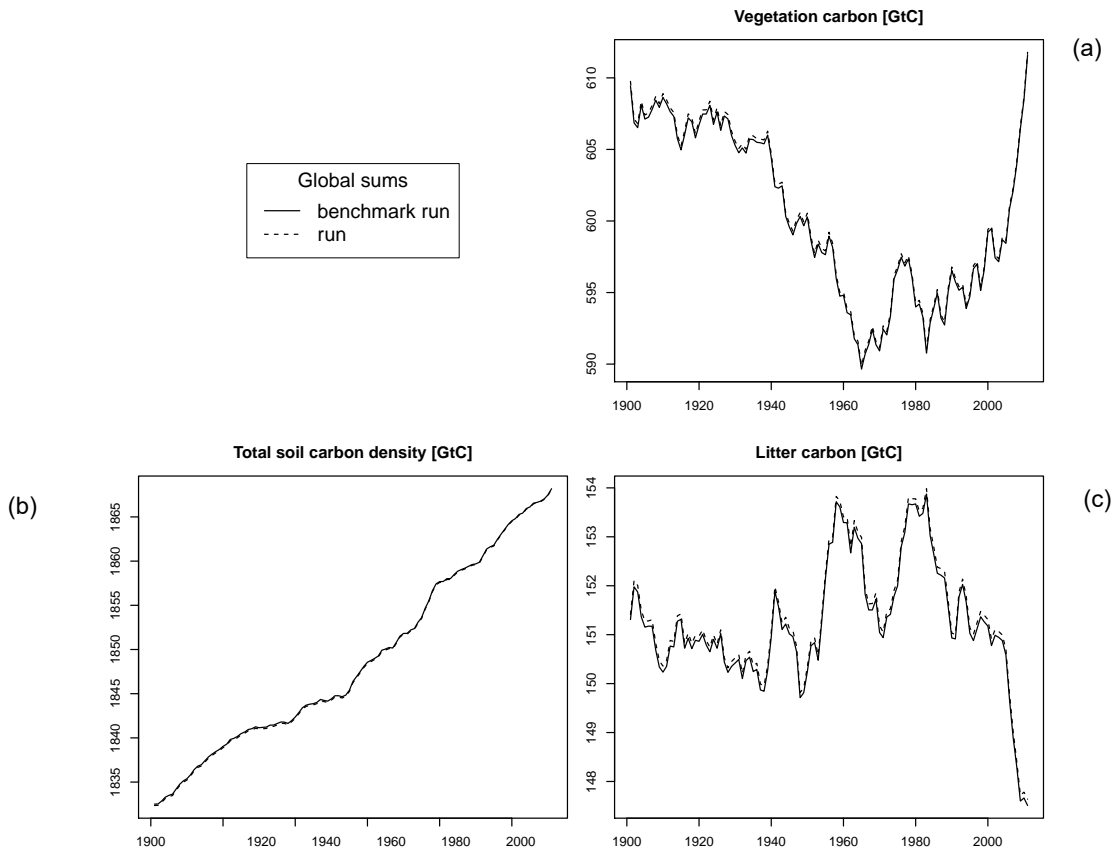 Vegetation carbon [GtC]
(a)
610
605
600
595
590
1900 1920 1940 1960 1980 2000
Global sums
benchmark run
run
Total soil carbon density [GtC]
(b)
1865
1860
1855
1850
1845
1840
1835
1900 1920 1940 1960 1980 2000
Litter carbon [GtC]
(c)
154
153
152
151
150
149
148
1900 1920 1940 1960 1980 2000